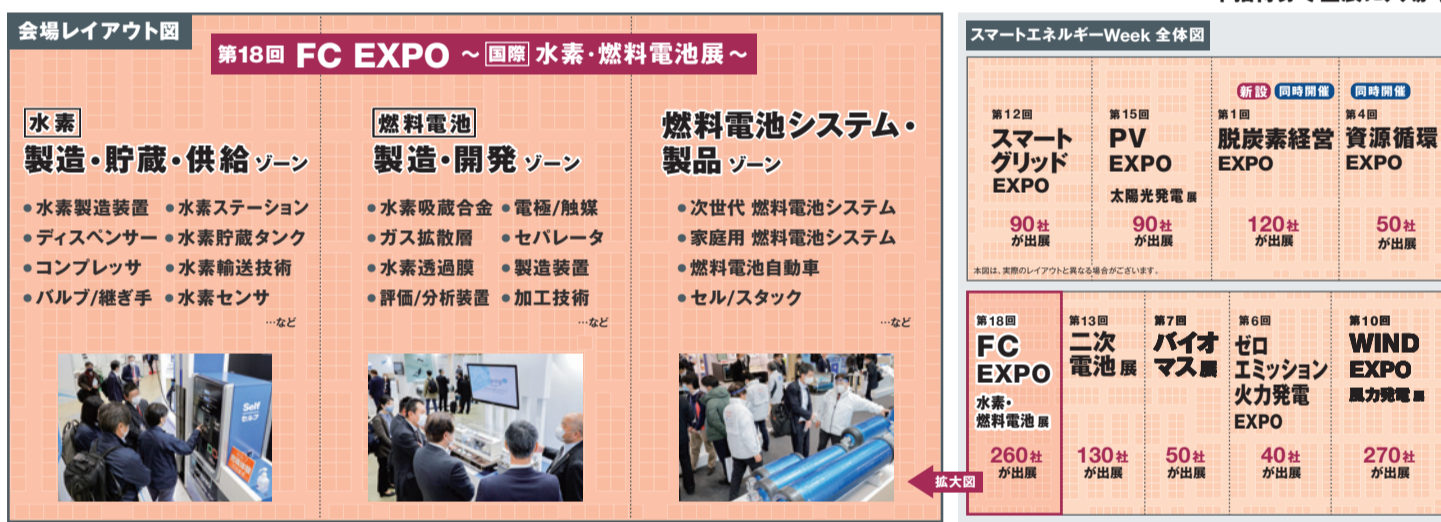 会場レイアウト図
第18回 FC EXPO ～国際 水素・燃料電池展～
水素
製造・貯蔵・供給 ゾーン
●水素製造装置 ●水素ステーション
●ディスペンサー ●水素貯蔵タンク
●コンプレッサ ●水素輸送技術
●バルブ/継ぎ手 ●水素センサ
…など
燃料電池
製造・開発 ゾーン
●水素吸蔵合金 ●電極/触媒
●ガス拡散層 ●セパレータ
●水素透過膜 ●製造装置
●評価/分析装置 ●加工技術
…など
燃料電池システム・
製品 ゾーン
●次世代 燃料電池システム
●家庭用 燃料電池システム
●燃料電池自動車
●セル/スタック
…など
Self
セルフ
拡大図
スマートエネルギーWeek 全体図
第12回
スマート
グリッド
EXPO
90社
が出展
第15回
PV
EXPO
太陽光発電 展
90社
が出展
新設 同時開催
第1回
脱炭素経営
EXPO
120社
が出展
同時開催
第4回
資源循環
EXPO
50社
が出展
本図は、実際のレイアウトと異なる場合がございます。
第18回
FC
EXPO
水素・
燃料電池 展
260社
が出展
第13回
二次
電池 展
130社
が出展
第7回
バイオ
マス 展
50社
が出展
第6回
ゼロ
エミッション
火力発電
EXPO
40社
が出展
第10回
WIND
EXPO
風力発電 展
270社
が出展